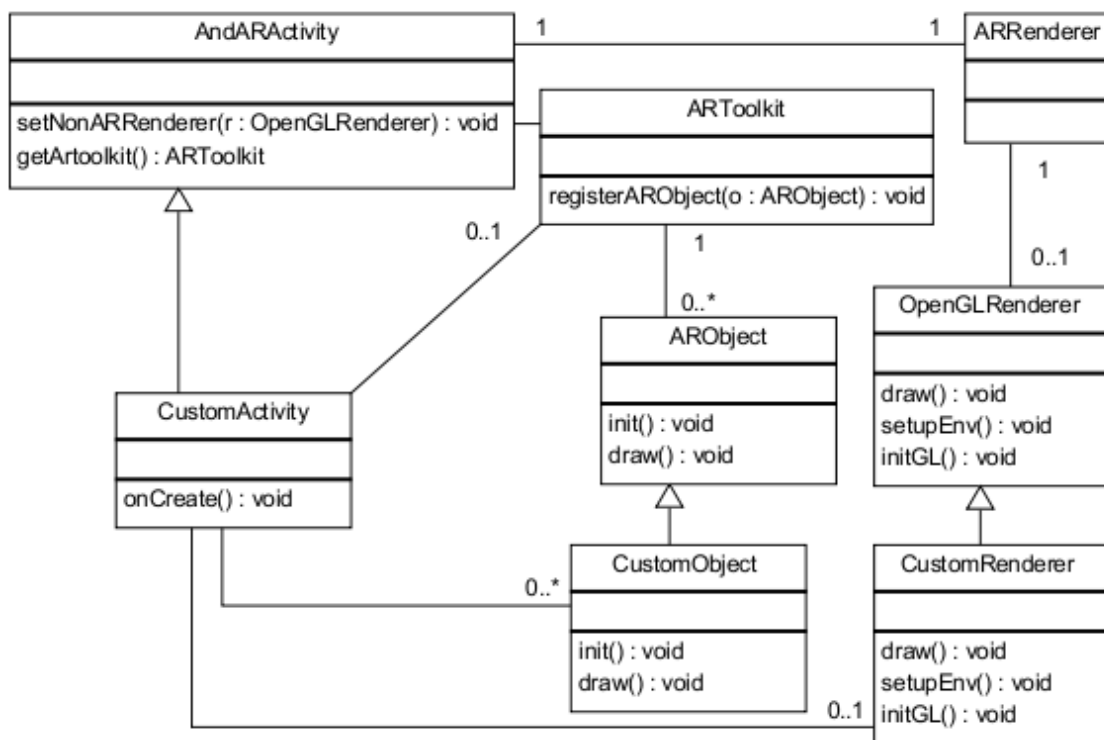 AndARActivity
setNonARRenderer(r : OpenGLRenderer) : void
getArtoolkit() : ARToolkit
1
1
ARRenderer
ARToolkit
registerARObject(o : ARObject) : void
1
0..1
0..1
1
0..*
OpenGLRenderer
draw() : void
setupEnv() : void
initGL() : void
ARObject
init() : void
draw() : void
CustomActivity
onCreate() : void
0..*
CustomObject
init() : void
draw() : void
CustomRenderer
draw() : void
setupEnv() : void
initGL() : void
0..1